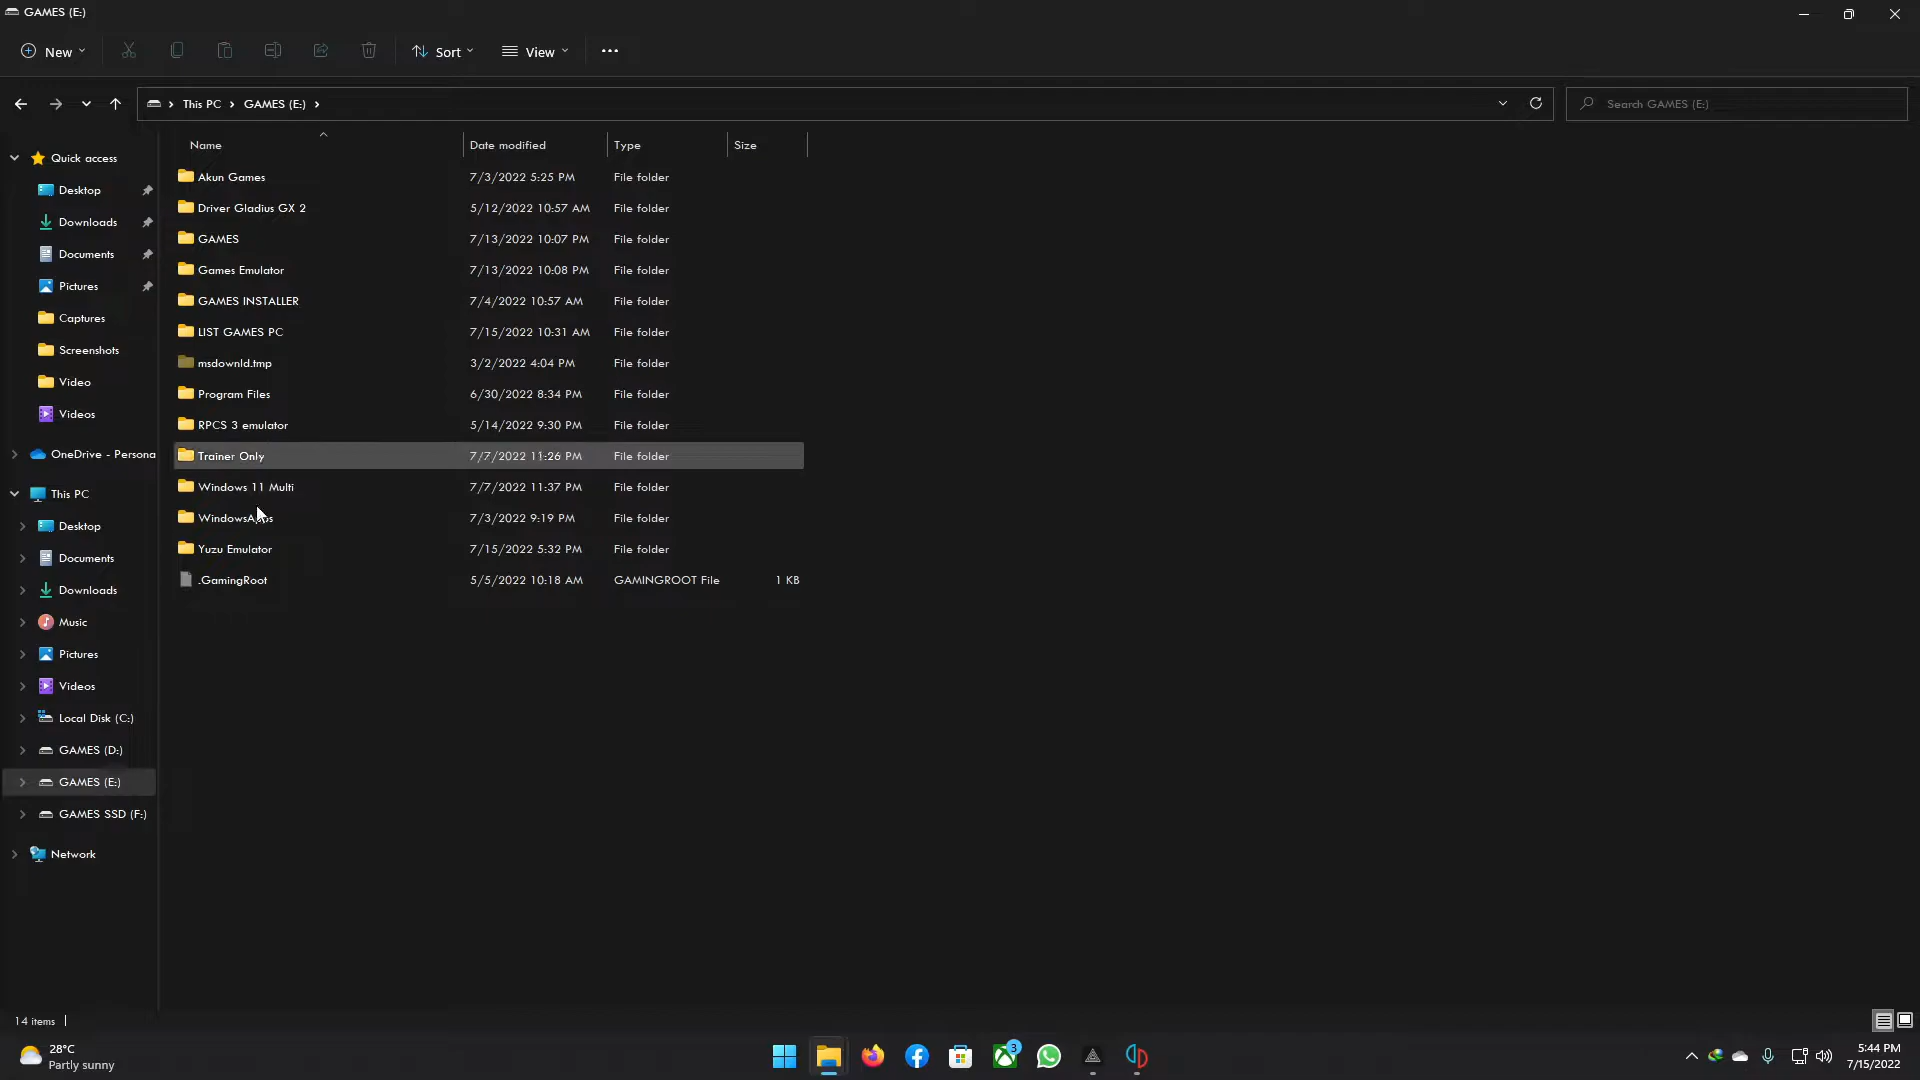 GAMES (E:)
New
Sort
View
This PC
GAMES (E:)
Search GAMES (E:)
Name
Date modified
Type
Size
Quick access
Desktop
Downloads
Documents
Pictures
Captures
Screenshots
Video
Videos
OneDrive - Persona
This PC
Desktop
Documents
Downloads
Music
Pictures
Videos
Local Disk (C:)
GAMES (D:)
GAMES (E:)
GAMES SSD (F:)
Network
Akun Games 7/3/2022 5:25 PM File folder
Driver Gladius GX 2 5/12/2022 10:57 AM File folder
GAMES 7/13/2022 10:07 PM File folder
Games Emulator 7/13/2022 10:08 PM File folder
GAMES INSTALLER 7/4/2022 10:57 AM File folder
LIST GAMES PC 7/15/2022 10:31 AM File folder
msdownld.tmp 3/2/2022 4:04 PM File folder
Program Files 6/30/2022 8:34 PM File folder
RPCS 3 emulator 5/14/2022 9:30 PM File folder
Trainer Only 7/7/2022 11:26 PM File folder
Windows 11 Multi 7/7/2022 11:37 PM File folder
WindowsApps 7/3/2022 9:19 PM File folder
Yuzu Emulator 7/15/2022 5:32 PM File folder
.GamingRoot 5/5/2022 10:18 AM GAMINGROOT File 1 KB
14 items
28°C
Partly sunny
3
5:44 PM
7/15/2022